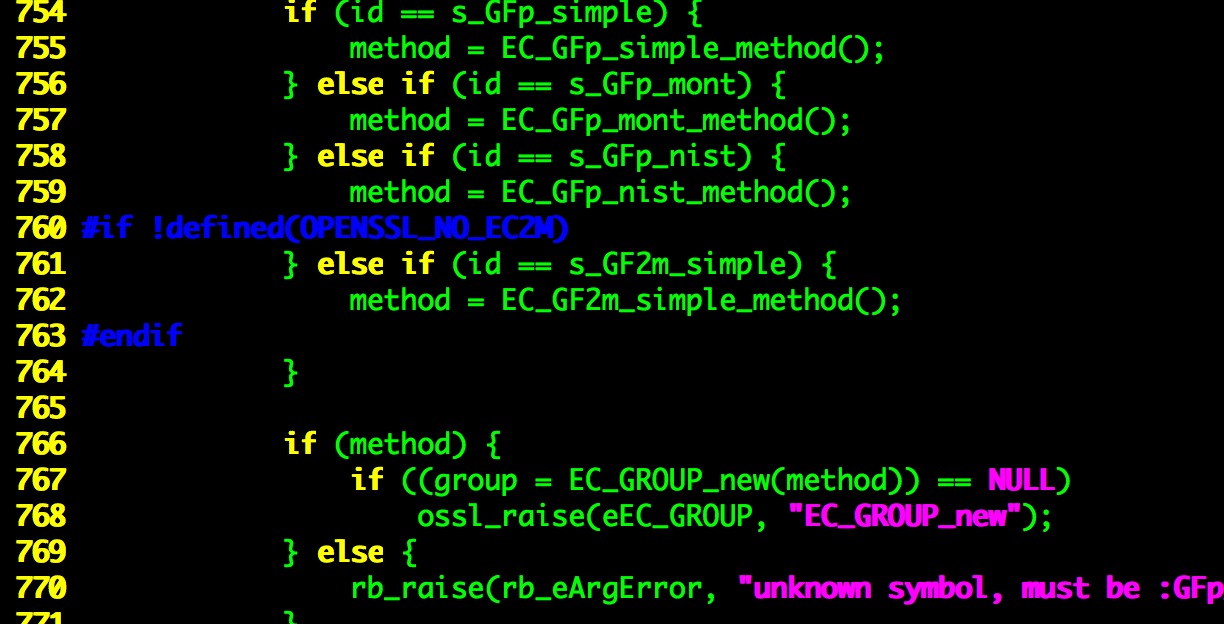 754             if (id == s_GFp_simple) {
755                 method = EC_GFp_simple_method();
756             } else if (id == s_GFp_mont) {
757                 method = EC_GFp_mont_method();
758             } else if (id == s_GFp_nist) {
759                 method = EC_GFp_nist_method();
760 #if !defined(OPENSSL_NO_EC2M)
761             } else if (id == s_GF2m_simple) {
762                 method = EC_GF2m_simple_method();
763 #endif
764             }
765
766             if (method) {
767                 if ((group = EC_GROUP_new(method)) == NULL)
768                     ossl_raise(eEC_GROUP, "EC_GROUP_new");
769             } else {
770                 rb_raise(rb_eArgError, "unknown symbol, must be :GFp
771             }